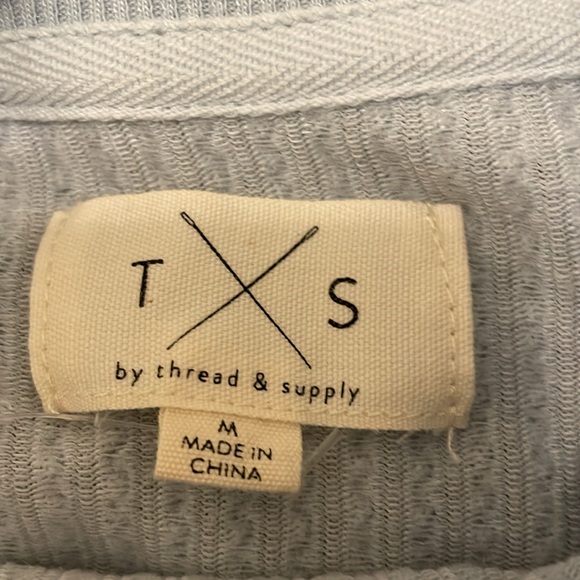 T S
by thread & supply
M
MADE IN
CHINA